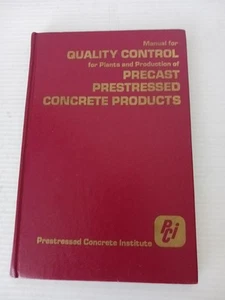 Manual for
QUALITY CONTROL
for Plants and Production of
PRECAST
PRESTRESSED
CONCRETE PRODUCTS
PCi
Prestressed Concrete Institute